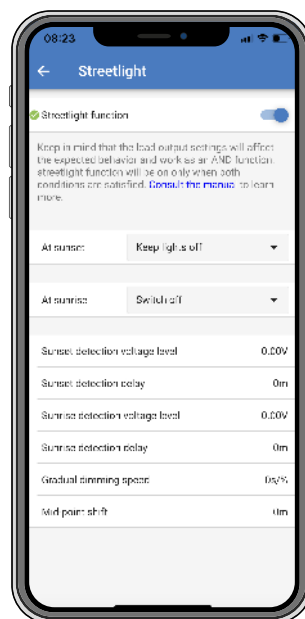 08:23
Streetlight
Streetlight function
Keep in mind that the load output settings will affect
the expected behavior and work as an AND function:
streetlight function will be on only when both
conditions are satisfied. Consult the manual to learn
more.
At sunset Keep lights off
At sunrise Switch off
Sunset detection voltage level 0.00V
Sunset detection delay 0m
Sunrise detection voltage level 0.00V
Sunrise detection delay 0m
Gradual dimming speed 0s/%
Mid point shift 0m